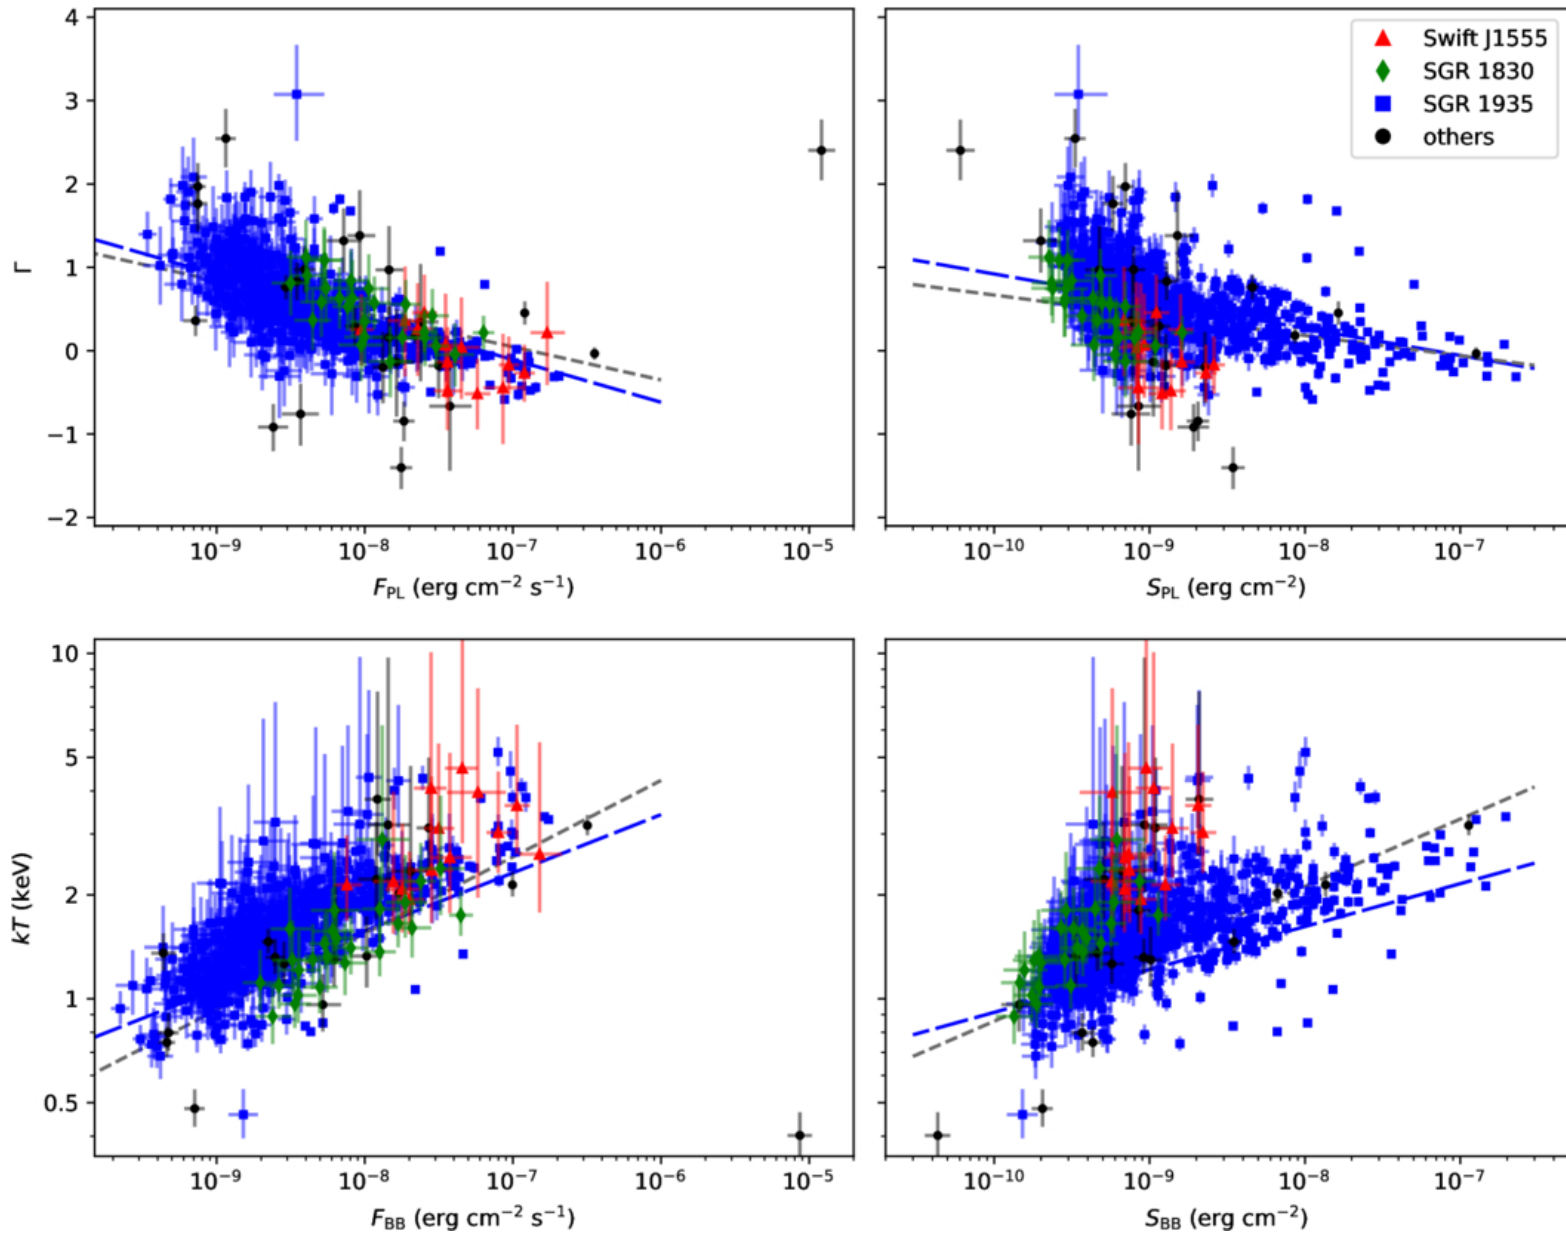 4
3
2
1
0
−1
−2
Γ
10⁻⁹ 10⁻⁸ 10⁻⁷ 10⁻⁶ 10⁻⁵
F_PL (erg cm⁻² s⁻¹)
Swift J1555
SGR 1830
SGR 1935
others
10⁻¹⁰ 10⁻⁹ 10⁻⁸ 10⁻⁷
S_PL (erg cm⁻²)
10
5
2
1
0.5
kT (keV)
10⁻⁹ 10⁻⁸ 10⁻⁷ 10⁻⁶ 10⁻⁵
F_BB (erg cm⁻² s⁻¹)
10⁻¹⁰ 10⁻⁹ 10⁻⁸ 10⁻⁷
S_BB (erg cm⁻²)